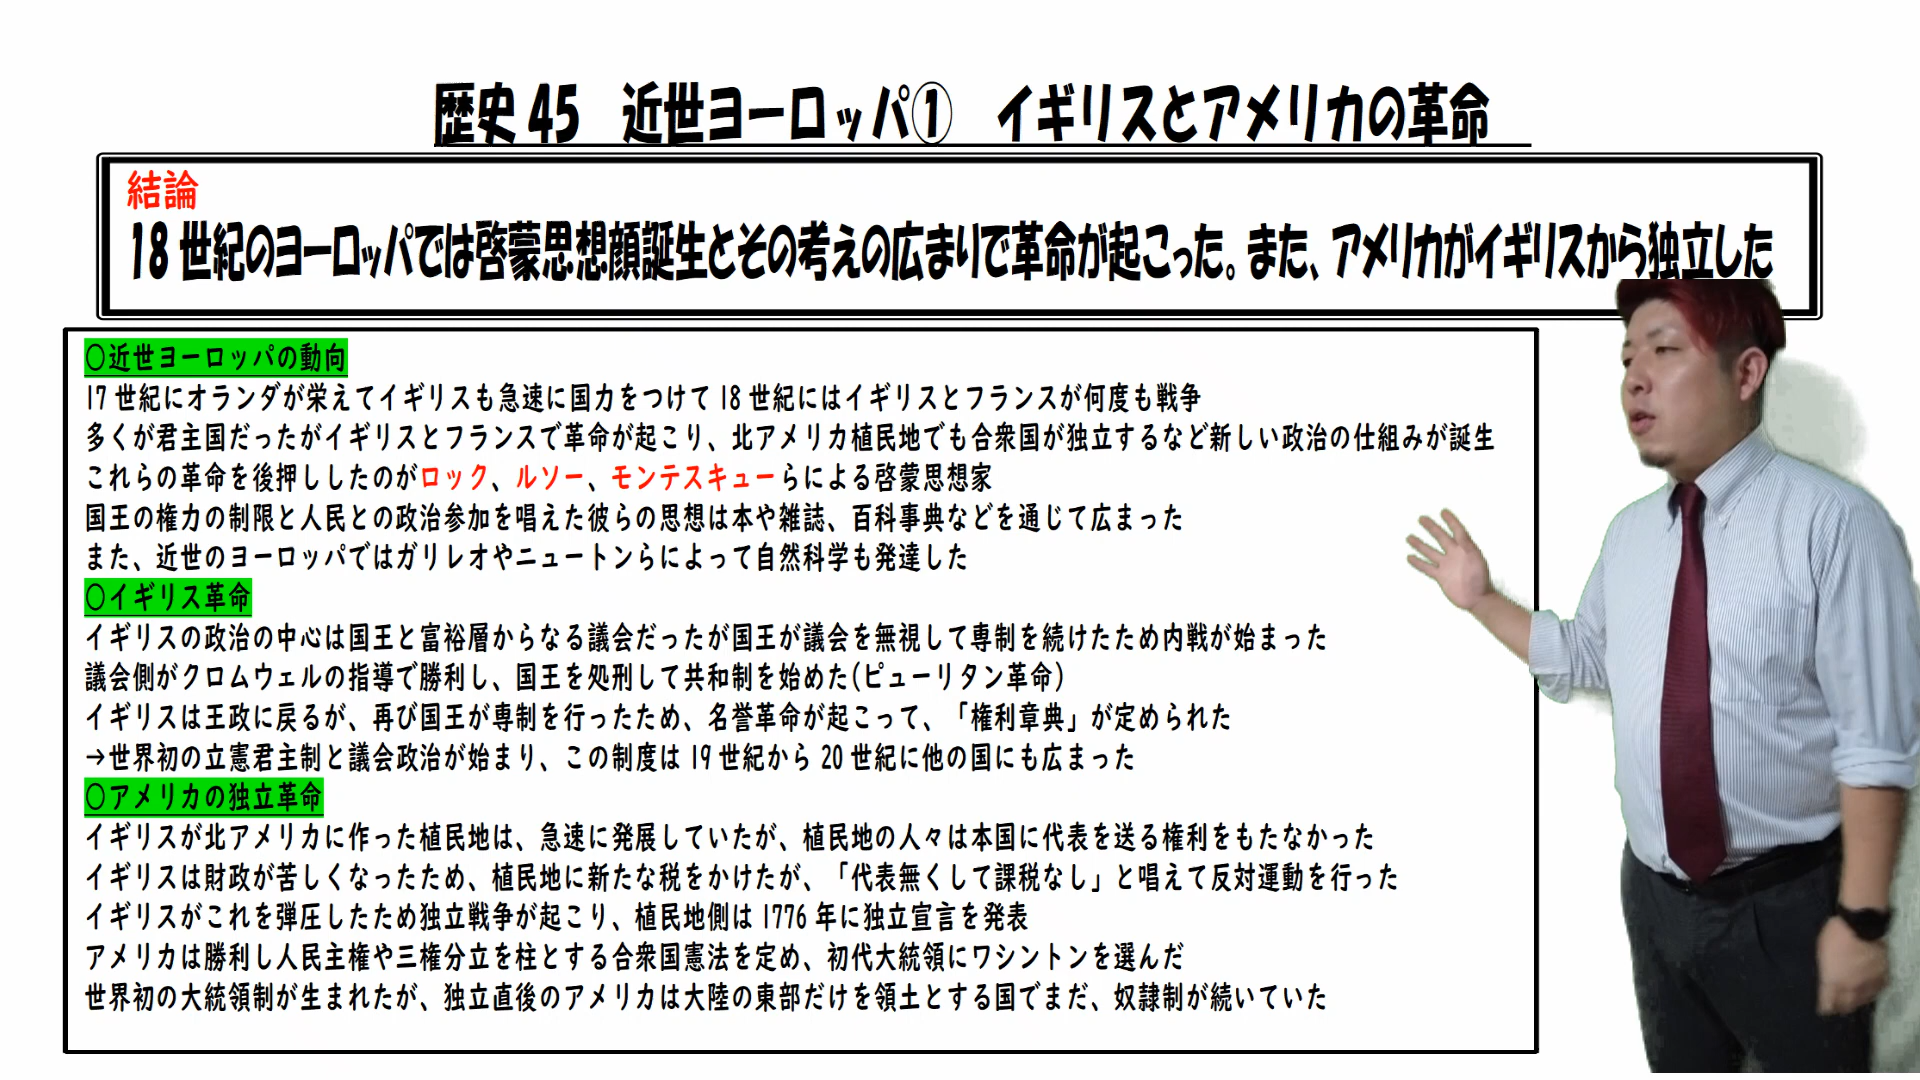 歴史45　近世ヨーロッパ①　イギリスとアメリカの革命
結論
18世紀のヨーロッパでは啓蒙思想顔誕生とその考えの広まりで革命が起こった。また、アメリカがイギリスから独立した
〇近世ヨーロッパの動向
17世紀にオランダが栄えてイギリスも急速に国力をつけて18世紀にはイギリスとフランスが何度も戦争
多くが君主国だったがイギリスとフランスで革命が起こり、北アメリカ植民地でも合衆国が独立するなど新しい政治の仕組みが誕生
これらの革命を後押ししたのがロック、ルソー、モンテスキューらによる啓蒙思想家
国王の権力の制限と人民との政治参加を唱えた彼らの思想は本や雑誌、百科事典などを通じて広まった
また、近世のヨーロッパではガリレオやニュートンらによって自然科学も発達した
〇イギリス革命
イギリスの政治の中心は国王と富裕層からなる議会だったが国王が議会を無視して専制を続けたため内戦が始まった
議会側がクロムウェルの指導で勝利し、国王を処刑して共和制を始めた(ピューリタン革命)
イギリスは王政に戻るが、再び国王が専制を行ったため、名誉革命が起こって、「権利章典」が定められた
→世界初の立憲君主制と議会政治が始まり、この制度は19世紀から20世紀に他の国にも広まった
〇アメリカの独立革命
イギリスが北アメリカに作った植民地は、急速に発展していたが、植民地の人々は本国に代表を送る権利をもたなかった
イギリスは財政が苦しくなったため、植民地に新たな税をかけたが、「代表無くして課税なし」と唱えて反対運動を行った
イギリスがこれを弾圧したため独立戦争が起こり、植民地側は1776年に独立宣言を発表
アメリカは勝利し人民主権や三権分立を柱とする合衆国憲法を定め、初代大統領にワシントンを選んだ
世界初の大統領制が生まれたが、独立直後のアメリカは大陸の東部だけを領土とする国でまだ、奴隷制が続いていた